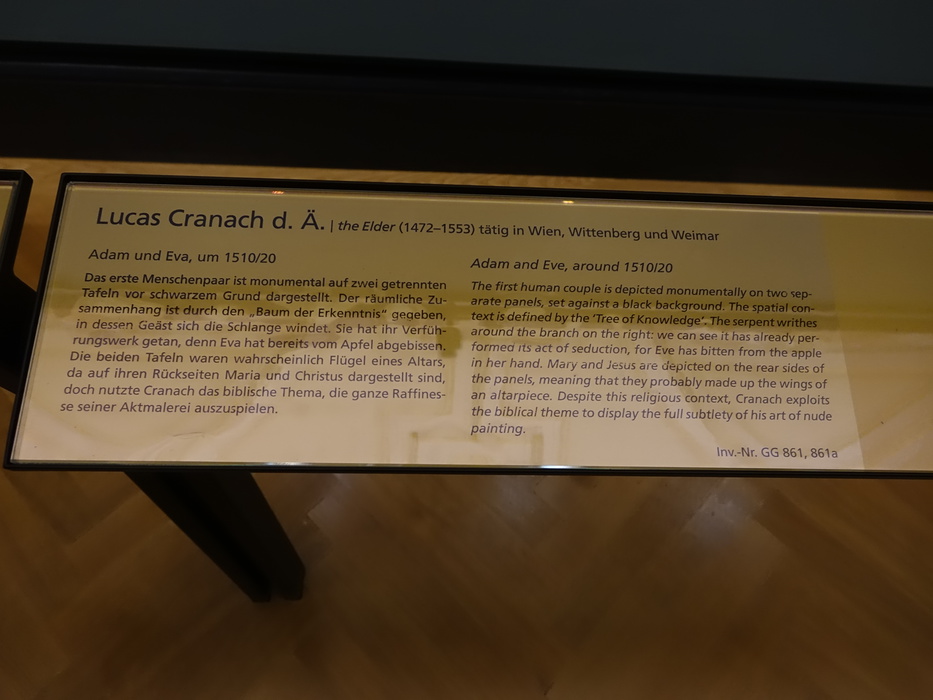 Lucas Cranach d. Ä. | the Elder (1472–1553) tätig in Wien, Wittenberg und Weimar
Adam und Eva, um 1510/20
Das erste Menschenpaar ist monumental auf zwei getrennten
Tafeln vor schwarzem Grund dargestellt. Der räumliche Zu-
sammenhang ist durch den „Baum der Erkenntnis“ gegeben,
in dessen Geäst sich die Schlange windet. Sie hat ihr Verfüh-
rungswerk getan, denn Eva hat bereits vom Apfel abgebissen.
Die beiden Tafeln waren wahrscheinlich Flügel eines Altars,
da auf ihren Rückseiten Maria und Christus dargestellt sind,
doch nutzte Cranach das biblische Thema, die ganze Raffines-
se seiner Aktmalerei auszuspielen.
Adam and Eve, around 1510/20
The first human couple is depicted monumentally on two sep-
arate panels, set against a black background. The spatial con-
text is defined by the ‘Tree of Knowledge’. The serpent writhes
around the branch on the right: we can see it has already per-
formed its act of seduction, for Eve has bitten from the apple
in her hand. Mary and Jesus are depicted on the rear sides of
the panels, meaning that they probably made up the wings of
an altarpiece. Despite this religious context, Cranach exploits
the biblical theme to display the full subtlety of his art of nude
painting.
Inv.-Nr. GG 861, 861a